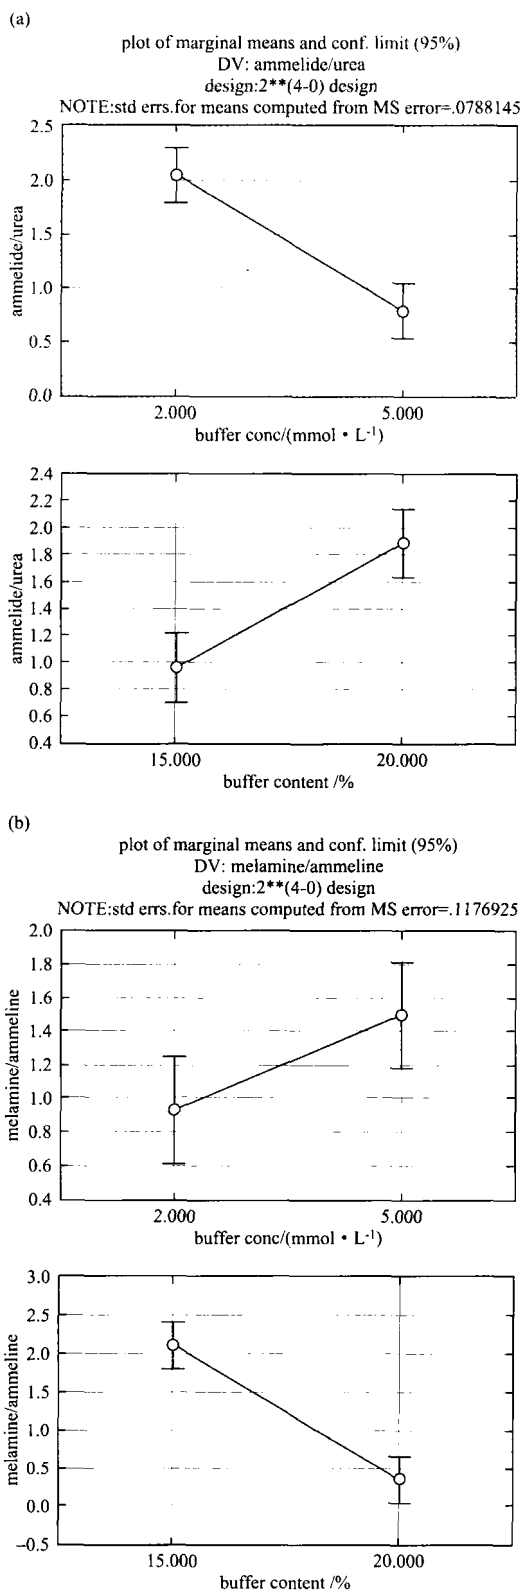 (a)
plot of marginal means and conf. limit (95%)
DV: ammelide/urea
design:2**(4-0) design
NOTE:std errs.for means computed from MS error=.0788145
2.5
2.0
1.5
1.0
0.5
0.0
ammelide/urea
2.000 5.000
buffer conc/(mmol · L⁻¹)
2.4
2.2
2.0
1.8
1.6
1.4
1.2
1.0
0.8
0.6
0.4
ammelide/urea
15.000 20.000
buffer content /%
(b)
plot of marginal means and conf. limit (95%)
DV: melamine/ammeline
design:2**(4-0) design
NOTE:std errs.for means computed from MS error=.1176925
2.0
1.8
1.6
1.4
1.2
1.0
0.8
0.6
0.4
melamine/ammeline
2.000 5.000
buffer conc/(mmol · L⁻¹)
3.0
2.5
2.0
1.5
1.0
0.5
0.0
–0.5
melamine/ammeline
15.000 20.000
buffer content /%